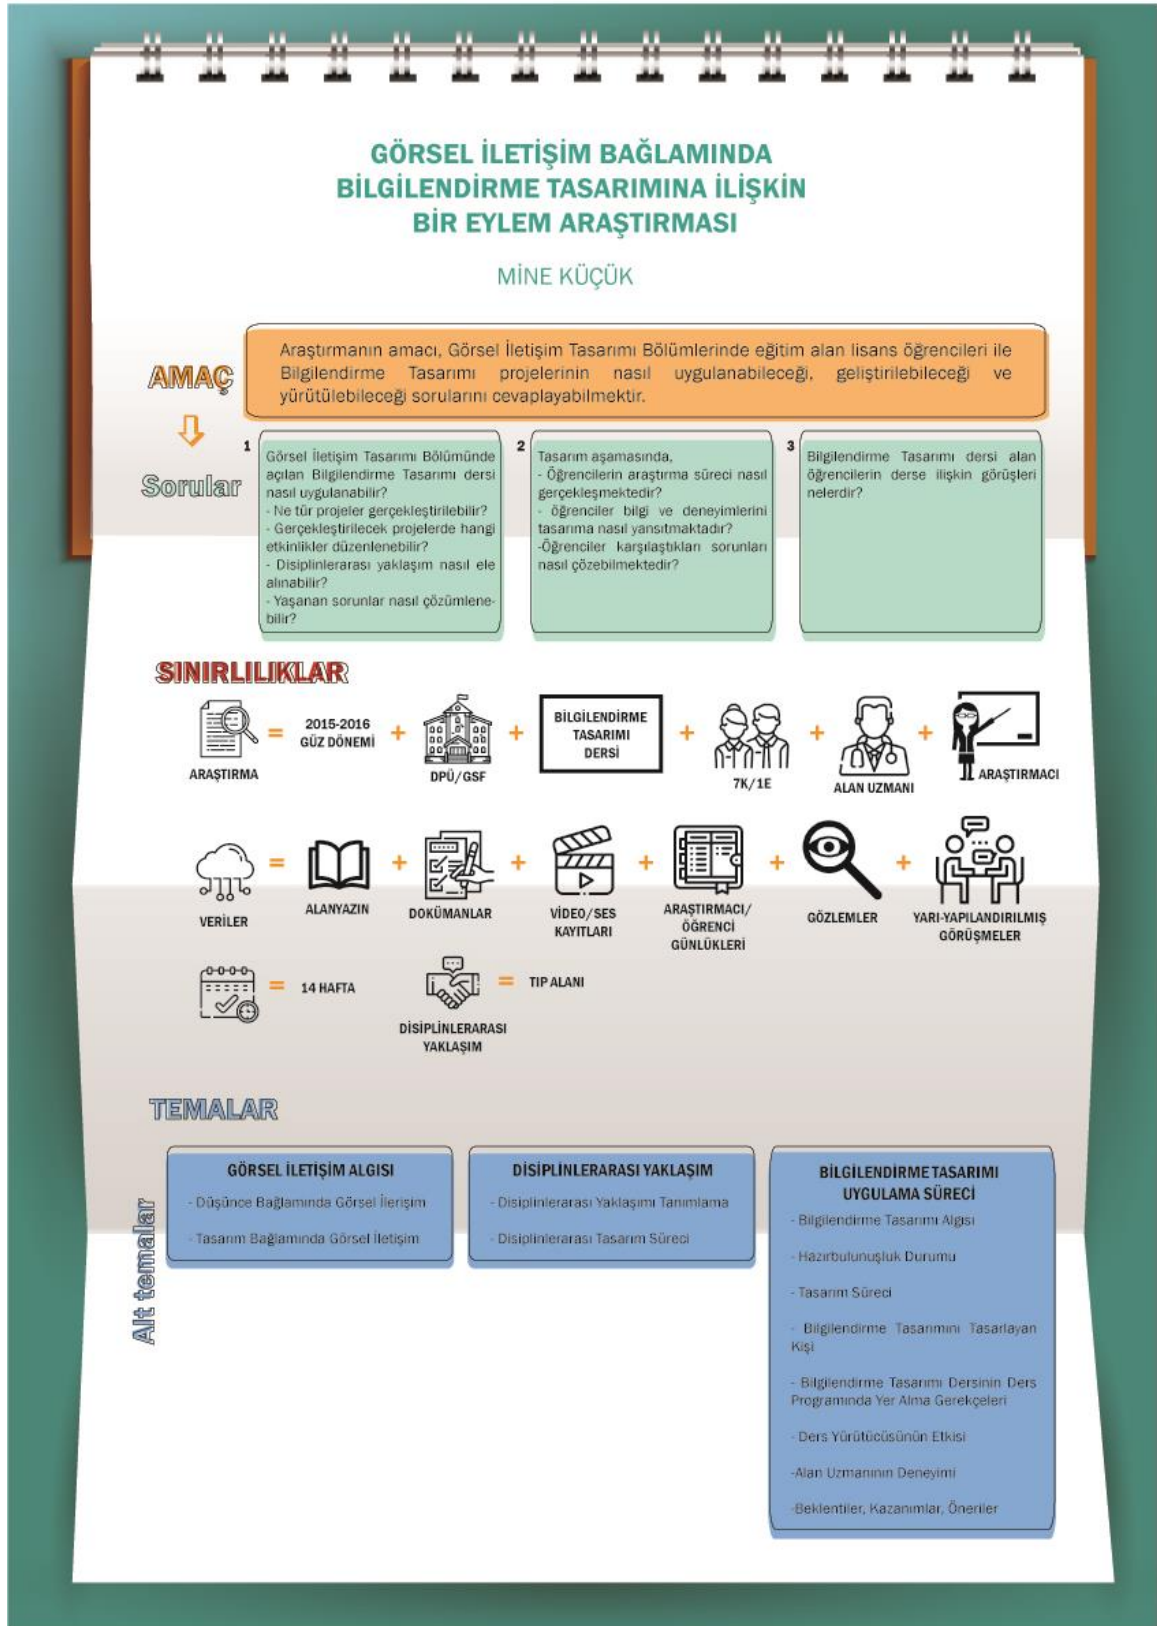 GÖRSEL İLETİŞİM BAĞLAMINDA
BİLGİLENDİRME TASARIMINA İLİŞKİN
BİR EYLEM ARAŞTIRMASI
MİNE KÜÇÜK
AMAÇ
Araştırmanın amacı, Görsel İletişim Tasarımı Bölümlerinde eğitim alan lisans öğrencileri ile
Bilgilendirme Tasarımı projelerinin nasıl uygulanabileceği, geliştirilebileceği ve
yürütülebileceği sorularını cevaplayabilmektir.
Sorular
1
Görsel İletişim Tasarımı Bölümünde
açılan Bilgilendirme Tasarımı dersi
nasıl uygulanabilir?
- Ne tür projeler gerçekleştirilebilir?
- Gerçekleştirilecek projelerde hangi
etkinlikler düzenlenebilir?
- Disiplinlerarası yaklaşım nasıl ele
alınabilir?
- Yaşanan sorunlar nasıl çözümlene-
bilir?
2
Tasarım aşamasında,
- Öğrencilerin araştırma süreci nasıl
gerçekleşmektedir?
- öğrenciler bilgi ve deneyimlerini
tasarıma nasıl yansıtmaktadır?
-Öğrenciler karşılaştıkları sorunları
nasıl çözebilmektedir?
3
Bilgilendirme Tasarımı dersi alan
öğrencilerin derse ilişkin görüşleri
nelerdir?
SINIRLILIKLAR
ARAŞTIRMA
=
2015-2016
GÜZ DÖNEMİ
+
DPÜ/GSF
+
BİLGİLENDİRME
TASARIMI
DERSİ
+
7K/1E
+
ALAN UZMANI
+
ARAŞTIRMACI
VERİLER
=
ALANYAZIN
+
DOKÜMANLAR
+
VİDEO/SES
KAYITLARI
+
ARAŞTIRMACI/
ÖĞRENCİ
GÜNLÜKLERİ
+
GÖZLEMLER
+
YARI-YAPILANDIRILMIŞ
GÖRÜŞMELER
=
14 HAFTA
DİSİPLİNLERARASI
YAKLAŞIM
=
TIP ALANI
TEMALAR
Alt temalar
GÖRSEL İLETİŞİM ALGISI
- Düşünce Bağlamında Görsel İlerişim
- Tasarım Bağlamında Görsel İletişim
DİSİPLİNLERARASI YAKLAŞIM
- Disiplinlerarası Yaklaşımı Tanımlama
- Disiplinlerarası Tasarım Süreci
BİLGİLENDİRME TASARIMI
UYGULAMA SÜRECİ
- Bilgilendirme Tasarımı Algısı
- Hazırbulunuşluk Durumu
- Tasarım Süreci
- Bilgilendirme Tasarımını Tasarlayan
Kişi
- Bilgilendirme Tasarımı Dersinin Ders
Programında Yer Alma Gerekçeleri
- Ders Yürütücüsünün Etkisi
-Alan Uzmanının Deneyimi
-Beklentiler, Kazanımlar, Öneriler